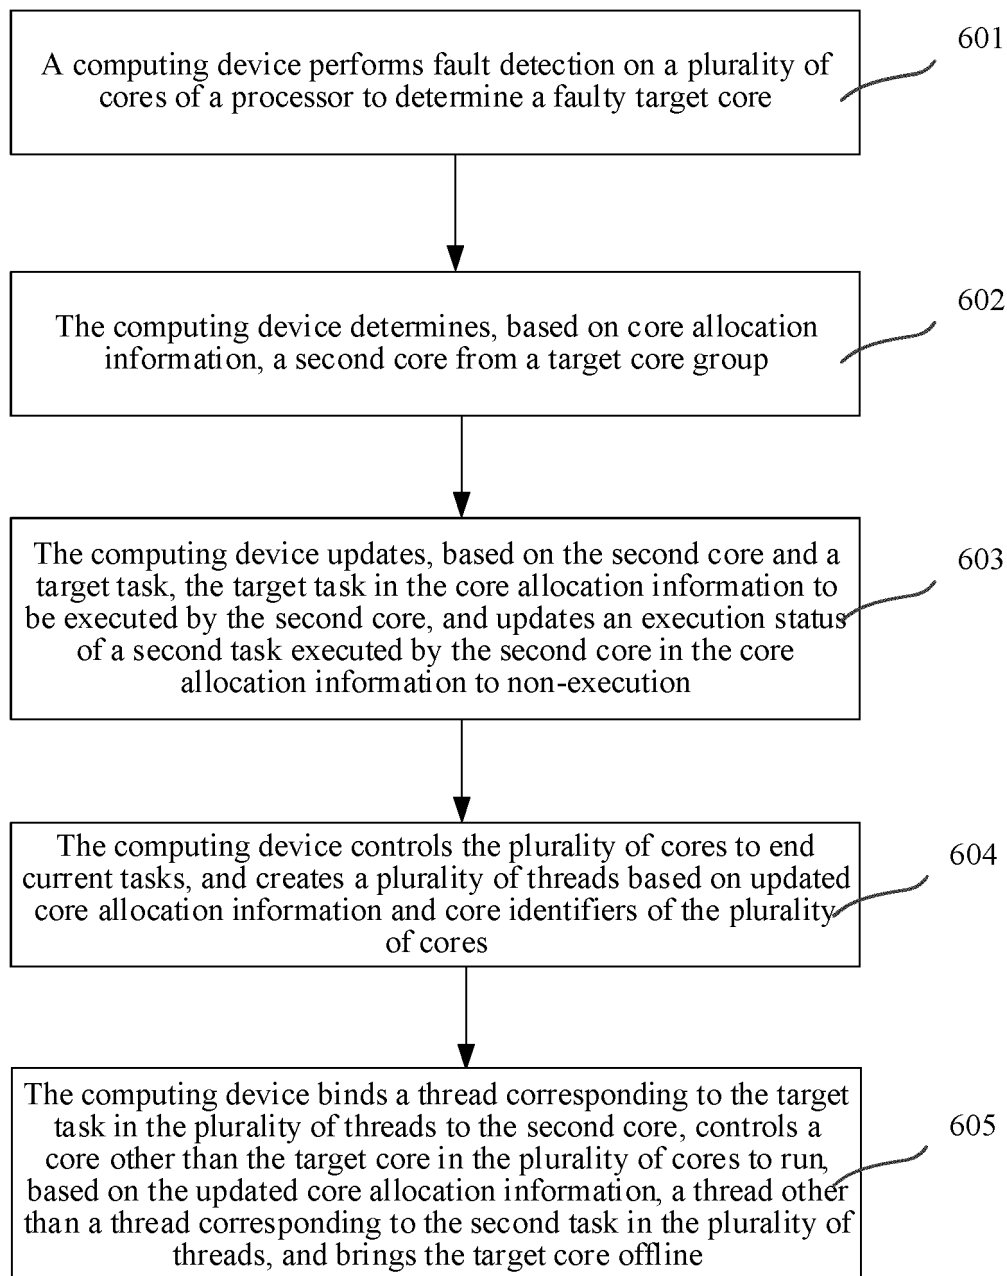 601
A computing device performs fault detection on a plurality of
cores of a processor to determine a faulty target core
602
The computing device determines, based on core allocation
information, a second core from a target core group
603
The computing device updates, based on the second core and a
target task, the target task in the core allocation information to
be executed by the second core, and updates an execution status
of a second task executed by the second core in the core
allocation information to non-execution
604
The computing device controls the plurality of cores to end
current tasks, and creates a plurality of threads based on updated
core allocation information and core identifiers of the plurality
of cores
605
The computing device binds a thread corresponding to the target
task in the plurality of threads to the second core, controls a
core other than the target core in the plurality of cores to run,
based on the updated core allocation information, a thread other
than a thread corresponding to the second task in the plurality of
threads, and brings the target core offline